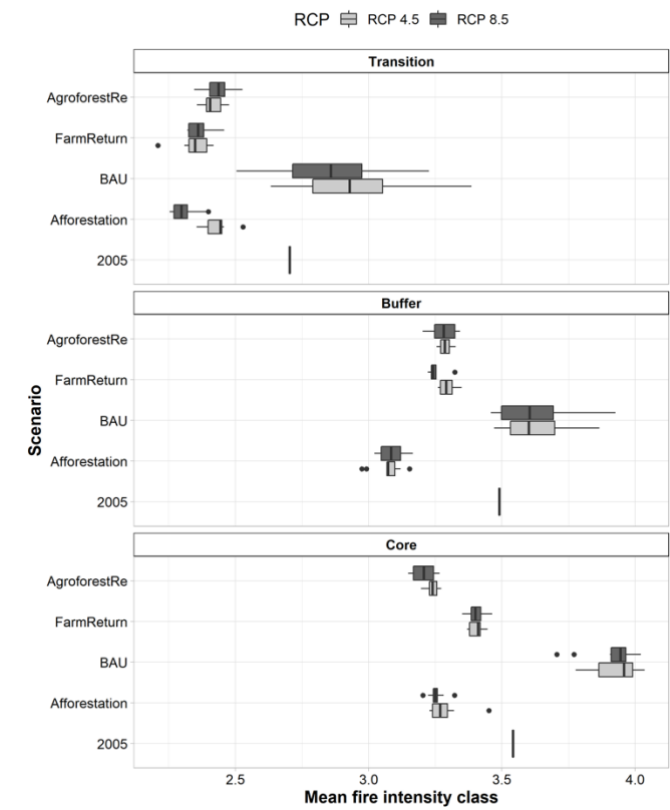 RCP RCP 4.5 RCP 8.5
Transition
AgroforestRe
FarmReturn
BAU
Afforestation
2005
Buffer
AgroforestRe
FarmReturn
BAU
Afforestation
2005
Core
AgroforestRe
FarmReturn
BAU
Afforestation
2005
Scenario
2.5 3.0 3.5 4.0
Mean fire intensity class